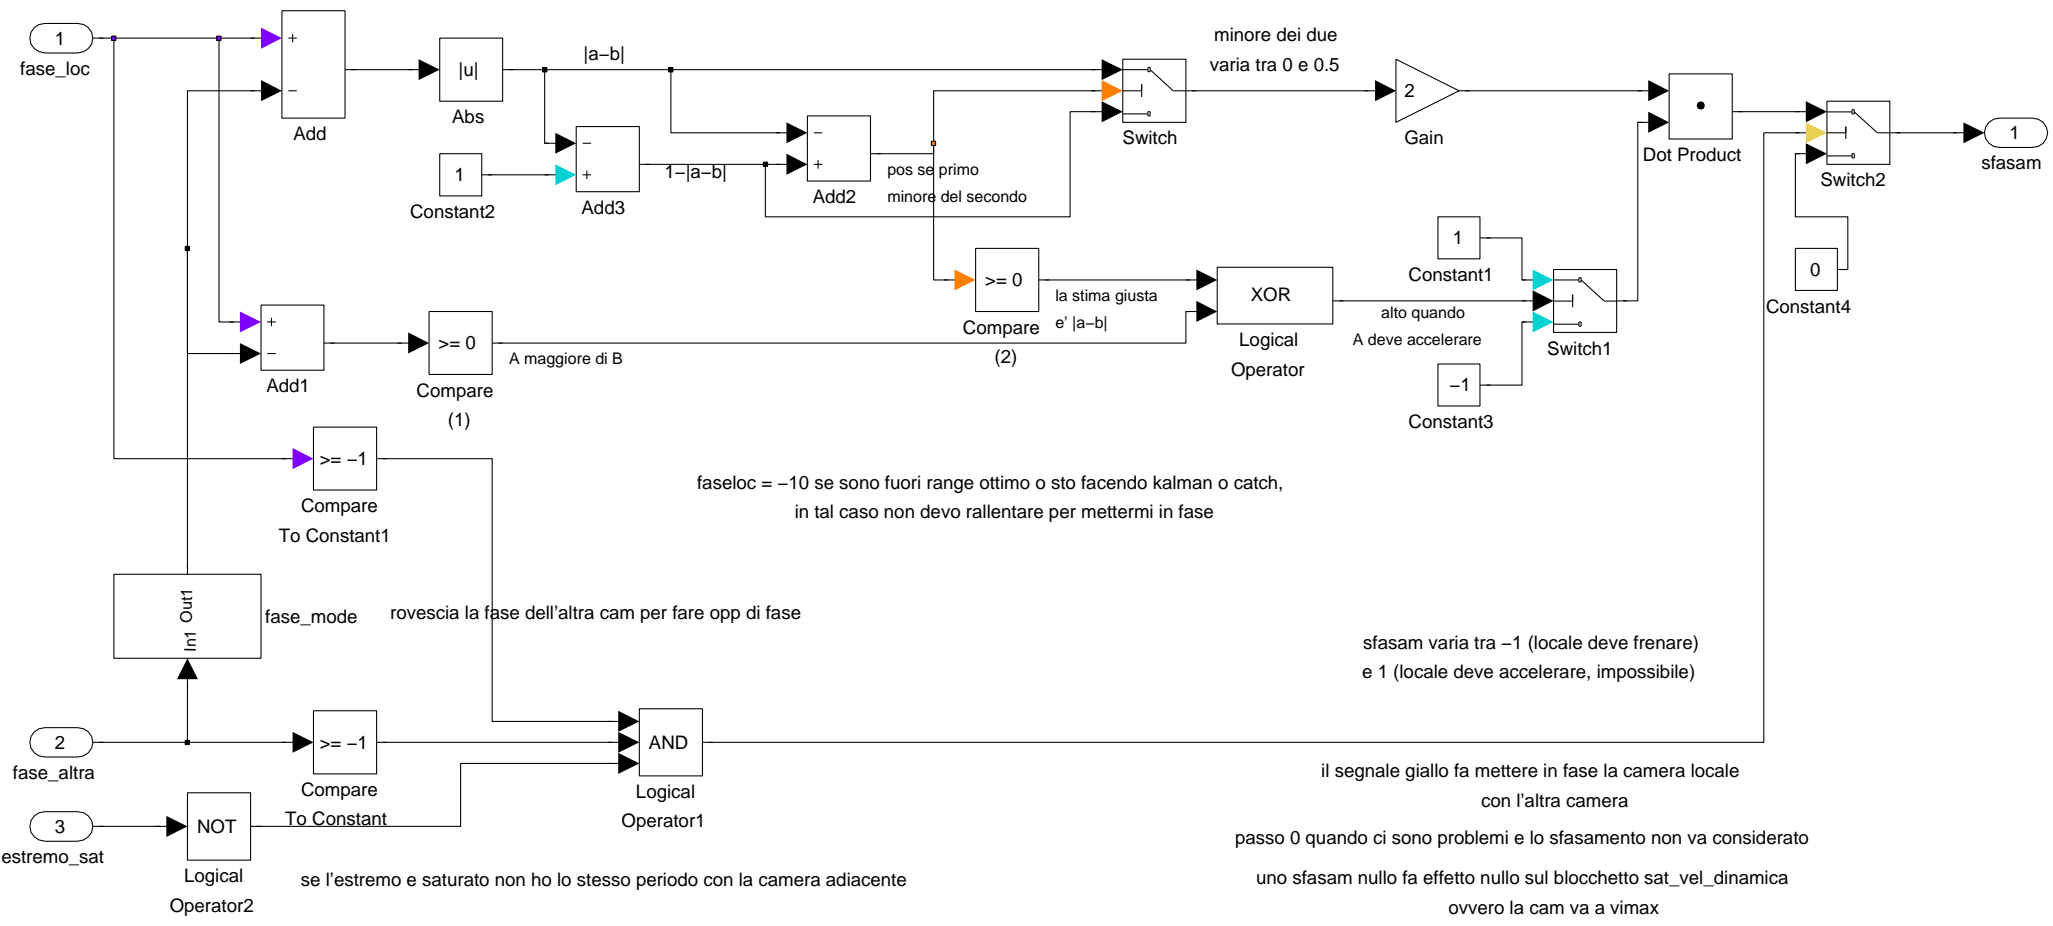 1
fase_loc
+
−
Add
|u|
Abs
|a−b|
1
Constant2
−
+
Add3
1−|a−b|
−
+
Add2
pos se primo
minore del secondo
Switch
minore dei due
varia tra 0 e 0.5
2
Gain
Dot Product
Switch2
1
sfasam
0
Constant4
+
−
Add1
>= 0
Compare
(1)
A maggiore di B
>= 0
Compare
(2)
la stima giusta
e' |a−b|
XOR
Logical
Operator
alto quando
A deve accelerare
1
Constant1
−1
Constant3
Switch1
>= −1
Compare
To Constant1
faseloc = −10 se sono fuori range ottimo o sto facendo kalman o catch,
in tal caso non devo rallentare per mettermi in fase
In1
Out1
fase_mode
rovescia la fase dell'altra cam per fare opp di fase
sfasam varia tra −1 (locale deve frenare)
e 1 (locale deve accelerare, impossibile)
2
fase_altra
>= −1
Compare
To Constant
AND
Logical
Operator1
3
estremo_sat
NOT
Logical
Operator2
se l'estremo e saturato non ho lo stesso periodo con la camera adiacente
il segnale giallo fa mettere in fase la camera locale
con l'altra camera
passo 0 quando ci sono problemi e lo sfasamento non va considerato
uno sfasam nullo fa effetto nullo sul blocchetto sat_vel_dinamica
ovvero la cam va a vimax